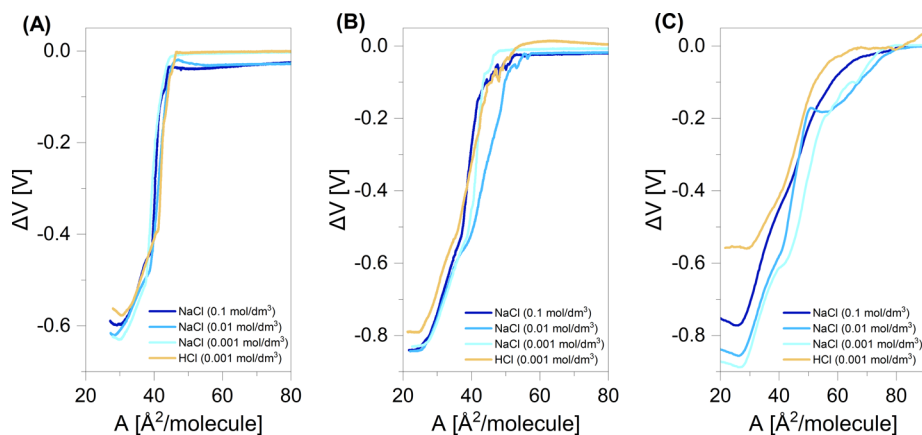 (A)
0.0
-0.2
-0.4
-0.6
ΔV [V]
NaCl (0.1 mol/dm³)
NaCl (0.01 mol/dm³)
NaCl (0.001 mol/dm³)
HCl (0.001 mol/dm³)
20 40 60 80
A [Å²/molecule]
(B)
0.0
-0.2
-0.4
-0.6
-0.8
ΔV [V]
NaCl (0.1 mol/dm³)
NaCl (0.01 mol/dm³)
NaCl (0.001 mol/dm³)
HCl (0.001 mol/dm³)
20 40 60 80
A [Å²/molecule]
(C)
0.0
-0.2
-0.4
-0.6
-0.8
ΔV [V]
NaCl (0.1 mol/dm³)
NaCl (0.01 mol/dm³)
NaCl (0.001 mol/dm³)
HCl (0.001 mol/dm³)
20 40 60 80
A [Å²/molecule]